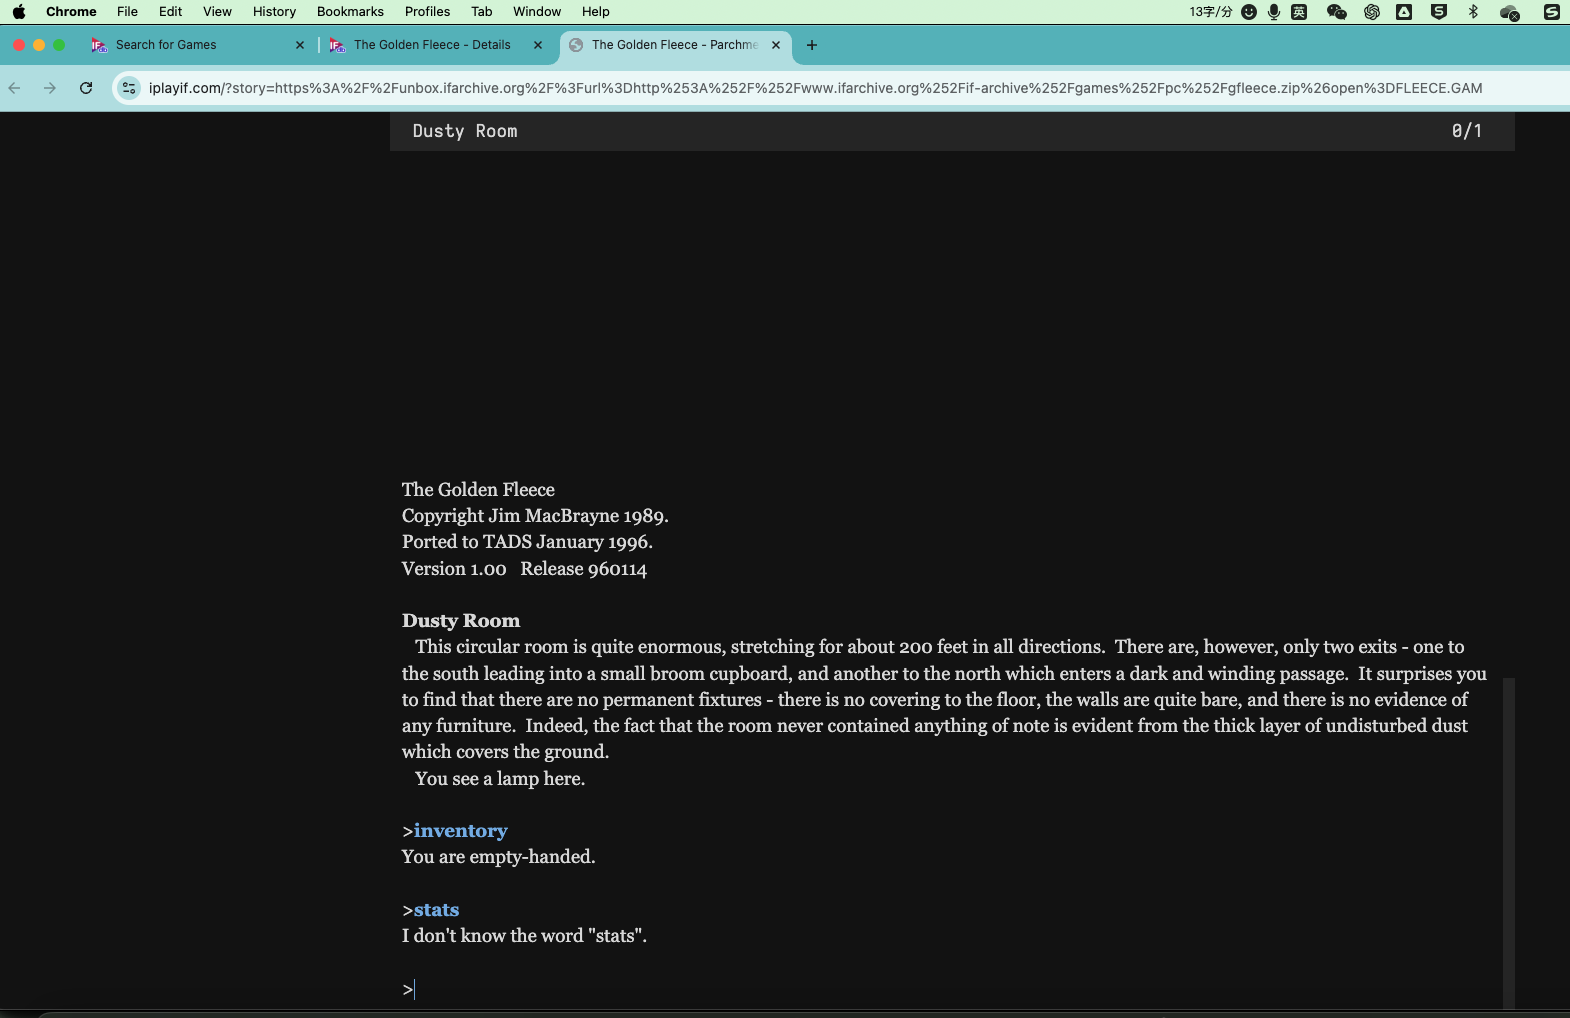 Chrome File Edit View History Bookmarks Profiles Tab Window Help 13字/分 英
Search for Games The Golden Fleece - Details The Golden Fleece - Parchme
iplayif.com/?story=https%3A%2F%2Funbox.ifarchive.org%2F%3Furl%3Dhttp%253A%252F%252Fwww.ifarchive.org%252Fif-archive%252Fgames%252Fpc%252Fgfleece.zip%26open%3DFLEECE.GAM
Dusty Room 0/1
The Golden Fleece
Copyright Jim MacBrayne 1989.
Ported to TADS January 1996.
Version 1.00 Release 960114
Dusty Room
This circular room is quite enormous, stretching for about 200 feet in all directions. There are, however, only two exits - one to
the south leading into a small broom cupboard, and another to the north which enters a dark and winding passage. It surprises you
to find that there are no permanent fixtures - there is no covering to the floor, the walls are quite bare, and there is no evidence of
any furniture. Indeed, the fact that the room never contained anything of note is evident from the thick layer of undisturbed dust
which covers the ground.
You see a lamp here.
>inventory
You are empty-handed.
>stats
I don't know the word "stats".
>